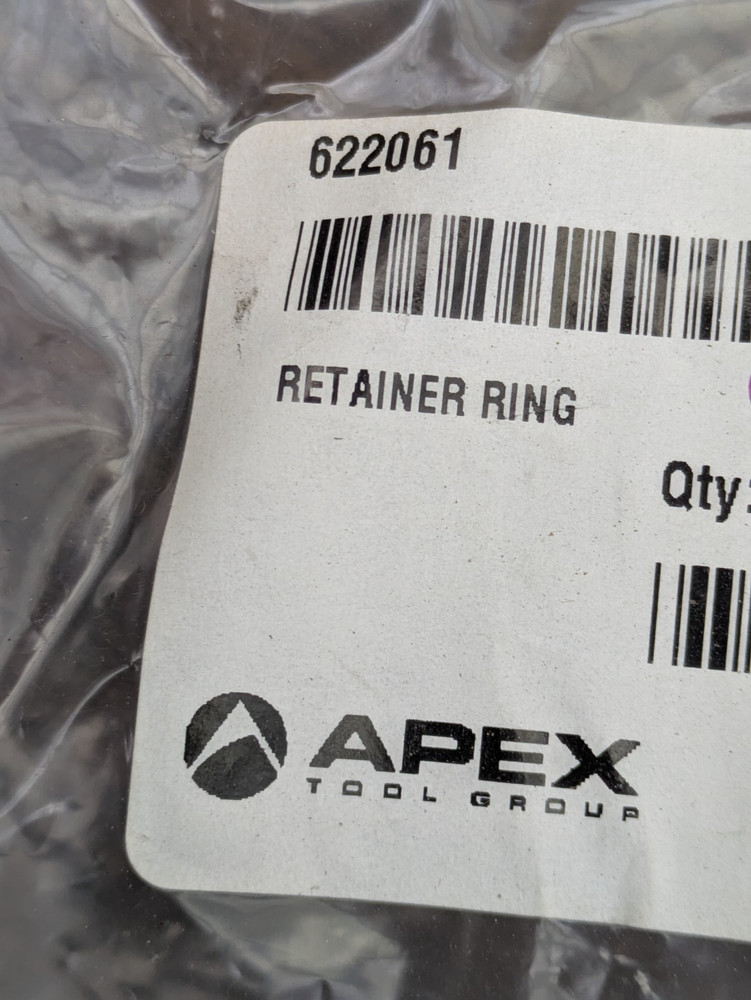 622061
RETAINER RING
Qty:
APEX
TOOL GROUP